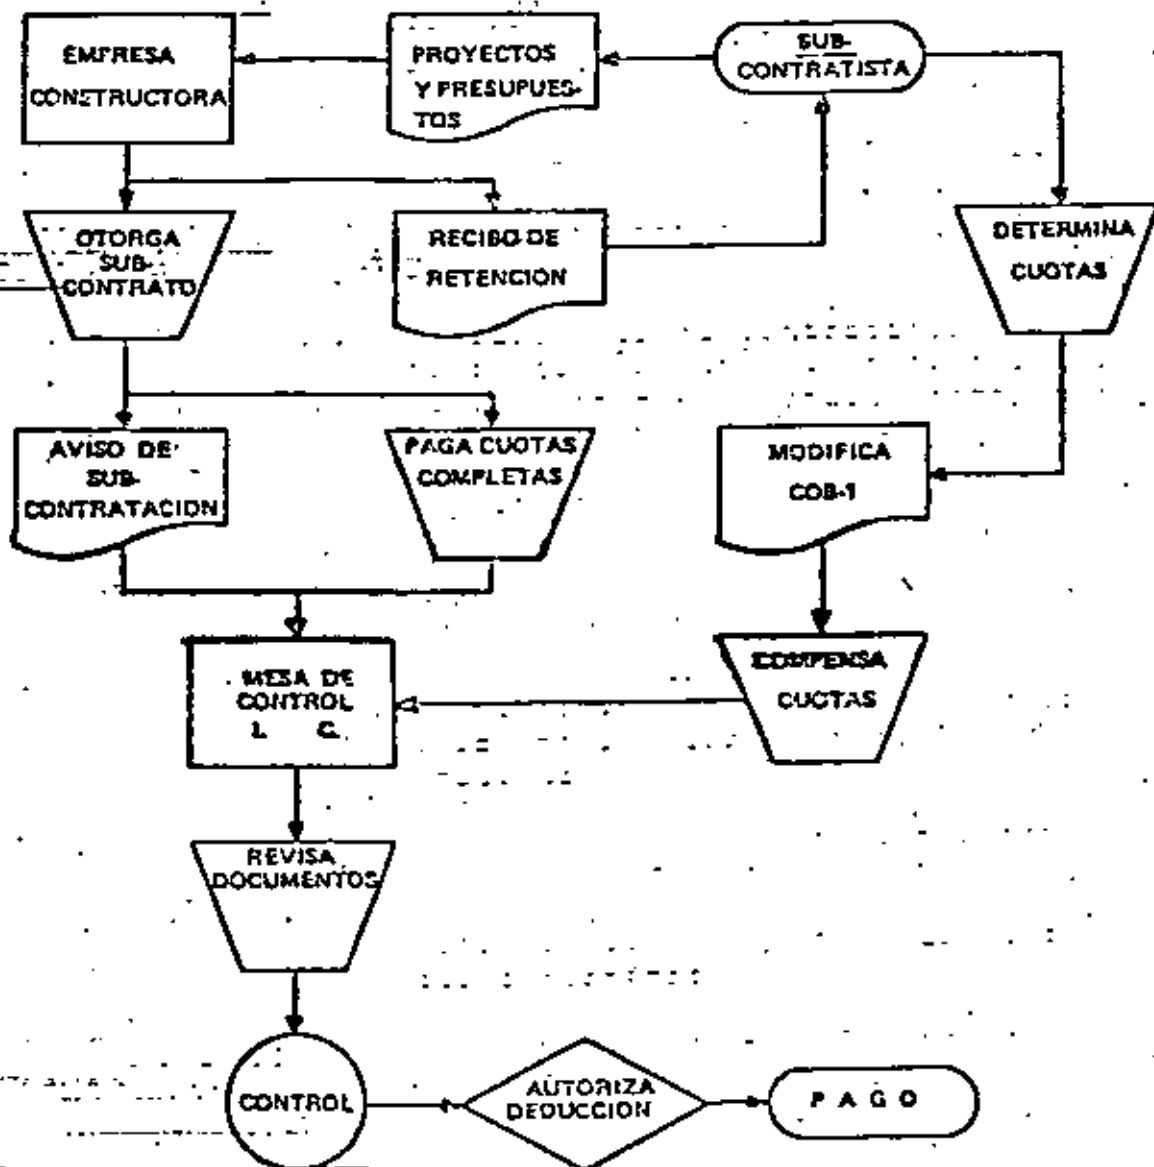 EMPRESA
CONSTRUCTORA
PROYECTOS
Y PRESUPUES-
TOS
SUB-
CONTRATISTA
OTORGA
SUB-
CONTRATO
RECIBO DE
RETENCION
DETERMINA
CUOTAS
AVISO DE
SUB-
CONTRATACION
PAGA CUOTAS
COMPLETAS
MODIFICA
COB-1
MESA DE
CONTROL
I. C.
COMPENSA
CUOTAS
REVISA
DOCUMENTOS
CONTROL
AUTORIZA
DEDUCCION
P A G O